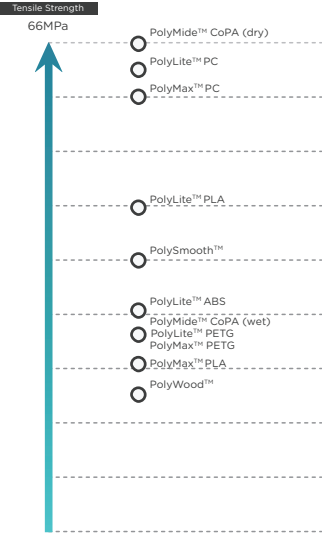 Tensile Strength
66MPa
PolyMide™ CoPA (dry)
PolyLite™ PC
PolyMax™ PC
PolyLite™ PLA
PolySmooth™
PolyLite™ ABS
PolyMide™ CoPA (wet)
PolyLite™ PETG
PolyMax™ PETG
PolyMax™ PLA
PolyWood™